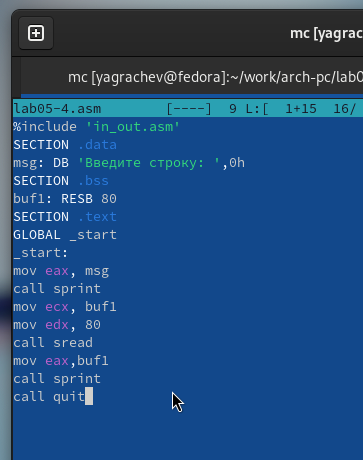 mc [yagrac
mc [yagrachev@fedora]:~/work/arch-pc/lab0
lab05-4.asm [----] 9 L:[ 1+15 16/
%include 'in_out.asm'
SECTION .data
msg: DB 'Введите строку: ',0h
SECTION .bss
buf1: RESB 80
SECTION .text
GLOBAL _start
_start:
mov eax, msg
call sprint
mov ecx, buf1
mov edx, 80
call sread
mov eax,buf1
call sprint
call quit